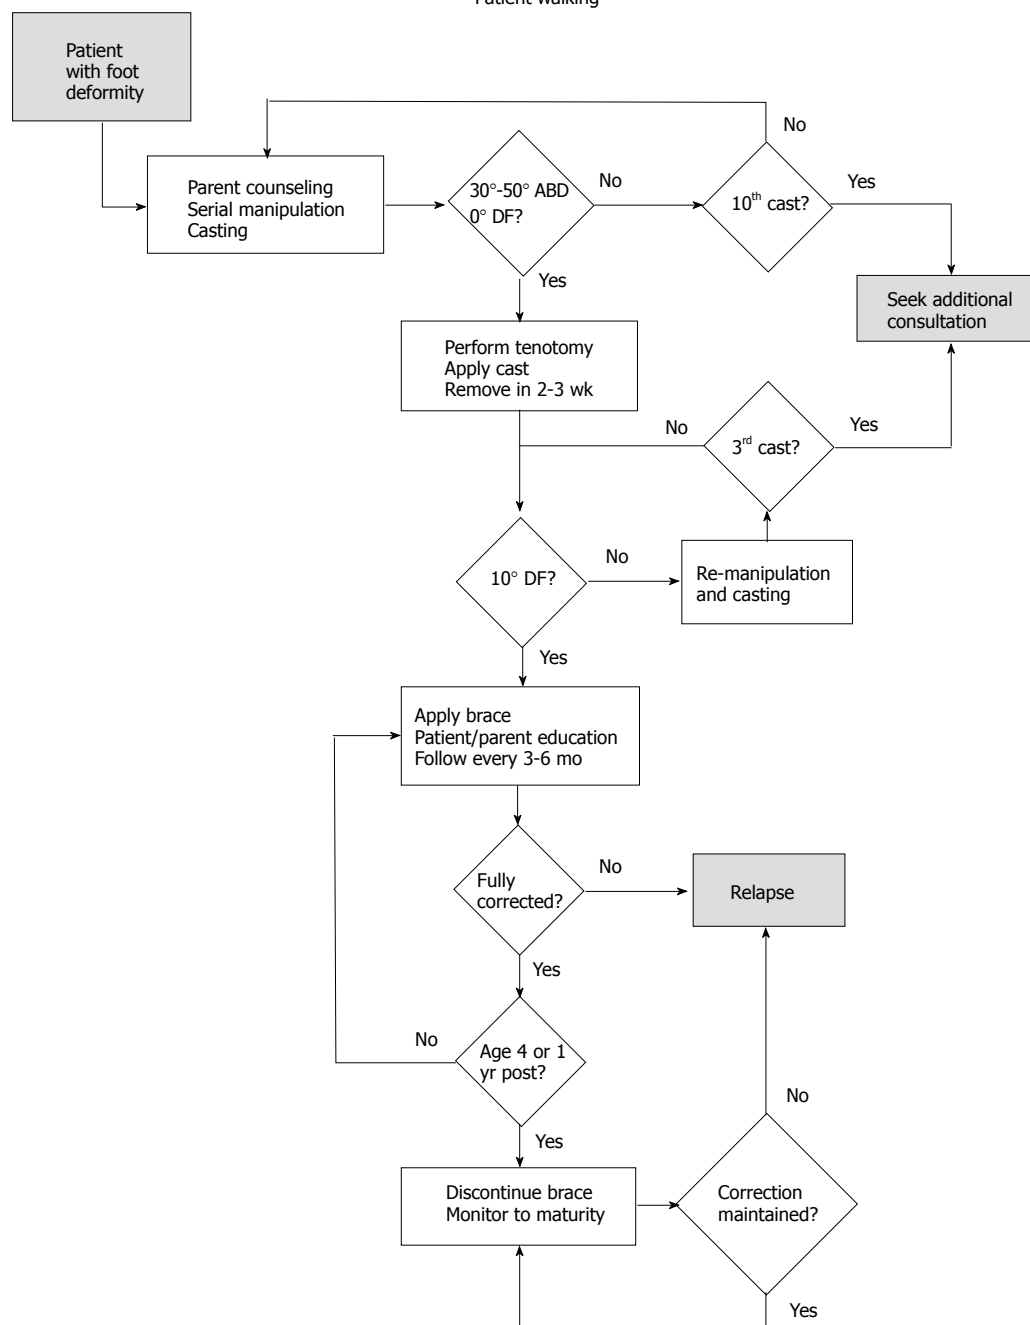 Patient walking
Patient
with foot
deformity
No
Parent counseling
Serial manipulation
Casting
30°-50° ABD
0° DF?
No
10th cast?
Yes
Yes
Seek additional
consultation
Perform tenotomy
Apply cast
Remove in 2-3 wk
No
3rd cast?
Yes
10° DF?
No
Re-manipulation
and casting
Yes
Apply brace
Patient/parent education
Follow every 3-6 mo
Fully
corrected?
No
Relapse
Yes
No
Age 4 or 1
yr post?
No
Yes
Discontinue brace
Monitor to maturity
Correction
maintained?
Yes